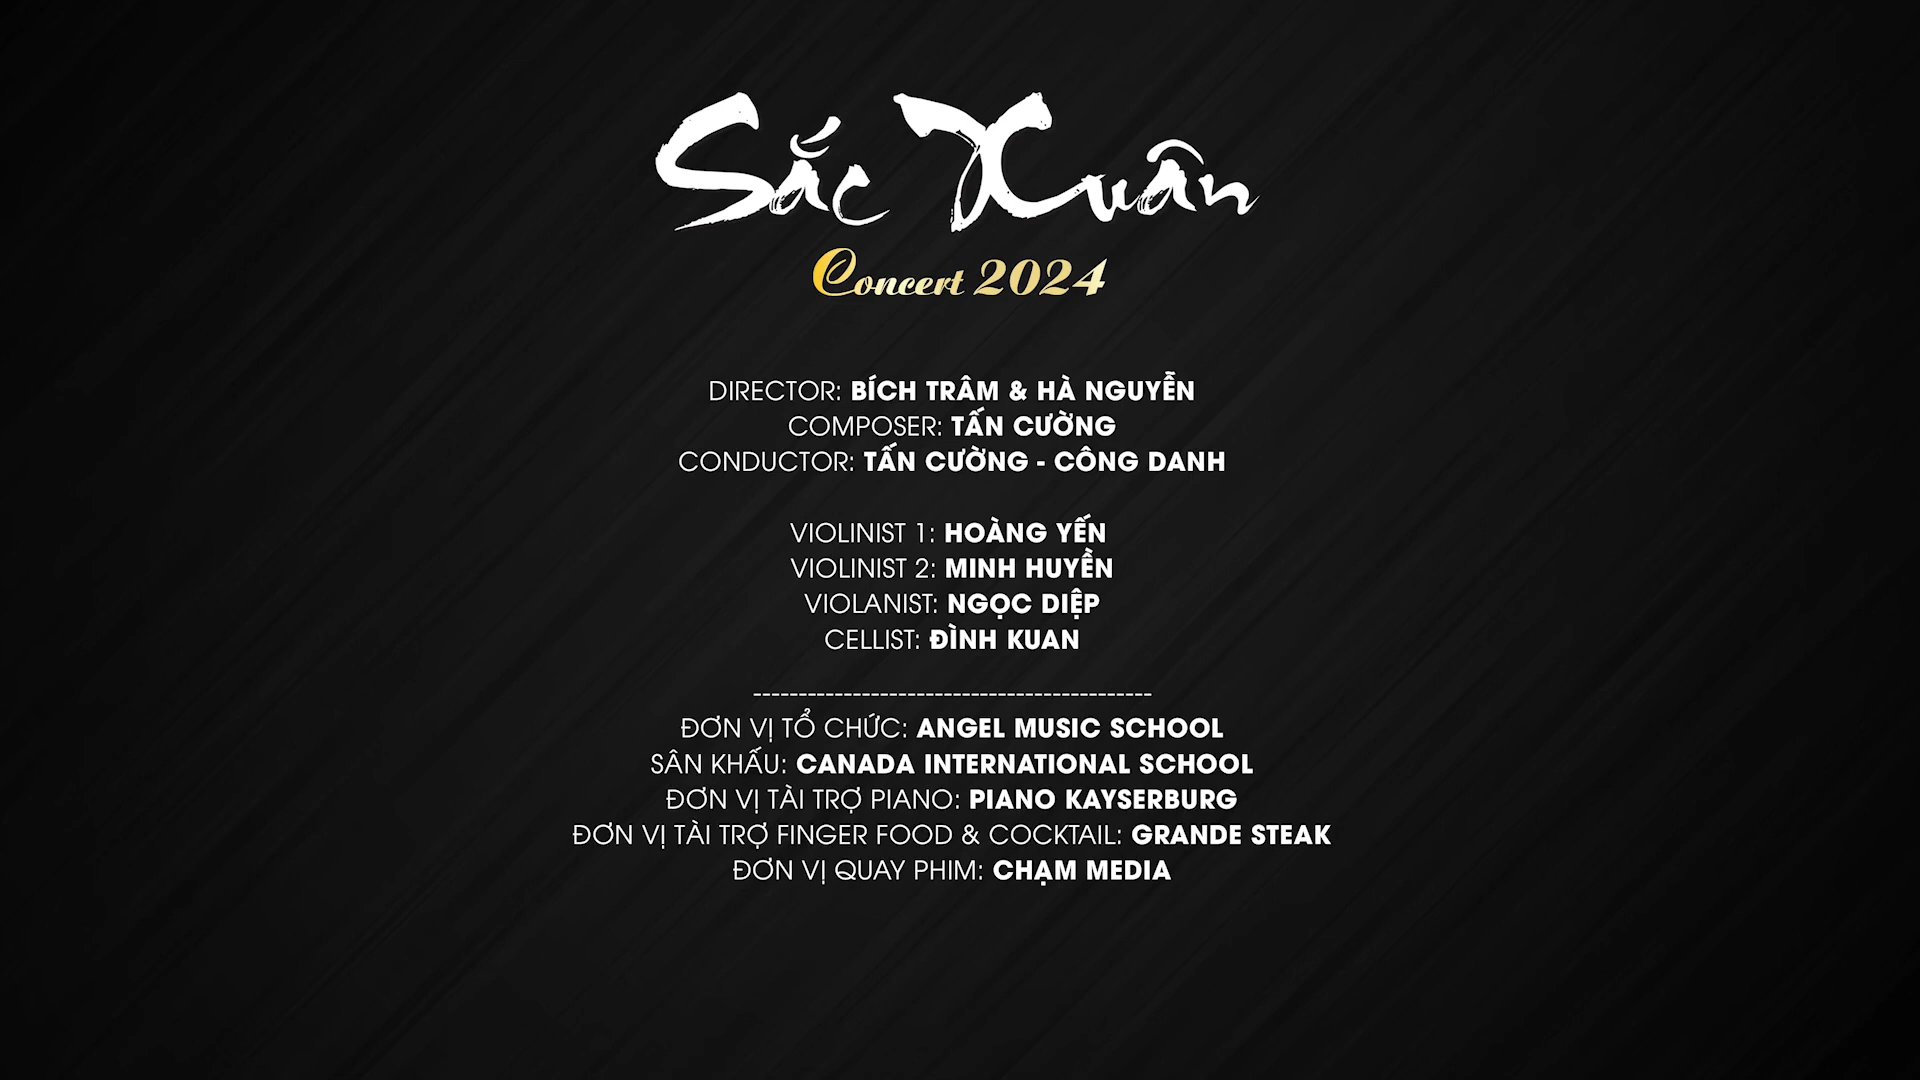 Sắc Xuân
Concert 2024
DIRECTOR: BÍCH TRÂM & HÀ NGUYỄN
COMPOSER: TẤN CƯỜNG
CONDUCTOR: TẤN CƯỜNG - CÔNG DANH
VIOLINIST 1: HOÀNG YẾN
VIOLINIST 2: MINH HUYỀN
VIOLANIST: NGỌC DIỆP
CELLIST: ĐÌNH KUAN
--------------------------------------------
ĐƠN VỊ TỔ CHỨC: ANGEL MUSIC SCHOOL
SÂN KHẤU: CANADA INTERNATIONAL SCHOOL
ĐƠN VỊ TÀI TRỢ PIANO: PIANO KAYSERBURG
ĐƠN VỊ TÀI TRỢ FINGER FOOD & COCKTAIL: GRANDE STEAK
ĐƠN VỊ QUAY PHIM: CHẠM MEDIA